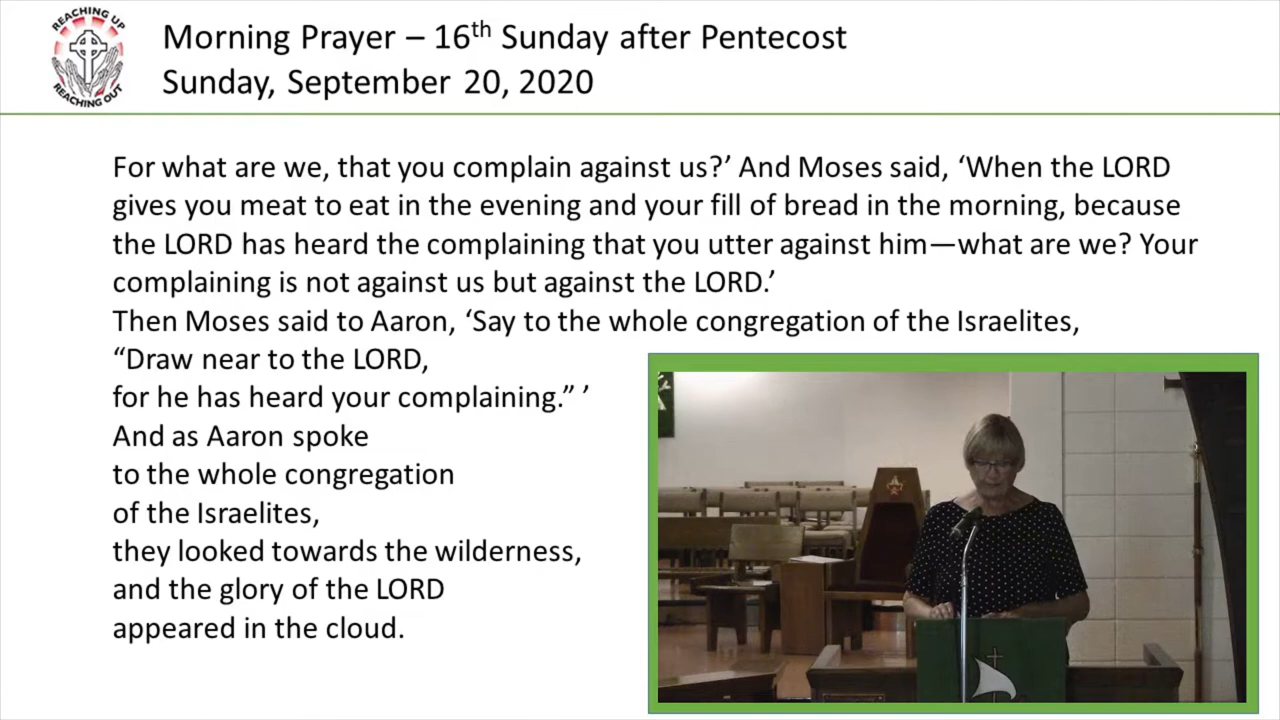 REACHING UP
REACHING OUT
Morning Prayer – 16th Sunday after Pentecost
Sunday, September 20, 2020
For what are we, that you complain against us?’ And Moses said, ‘When the LORD
gives you meat to eat in the evening and your fill of bread in the morning, because
the LORD has heard the complaining that you utter against him—what are we? Your
complaining is not against us but against the LORD.’
Then Moses said to Aaron, ‘Say to the whole congregation of the Israelites,
“Draw near to the LORD,
for he has heard your complaining.” ’
And as Aaron spoke
to the whole congregation
of the Israelites,
they looked towards the wilderness,
and the glory of the LORD
appeared in the cloud.